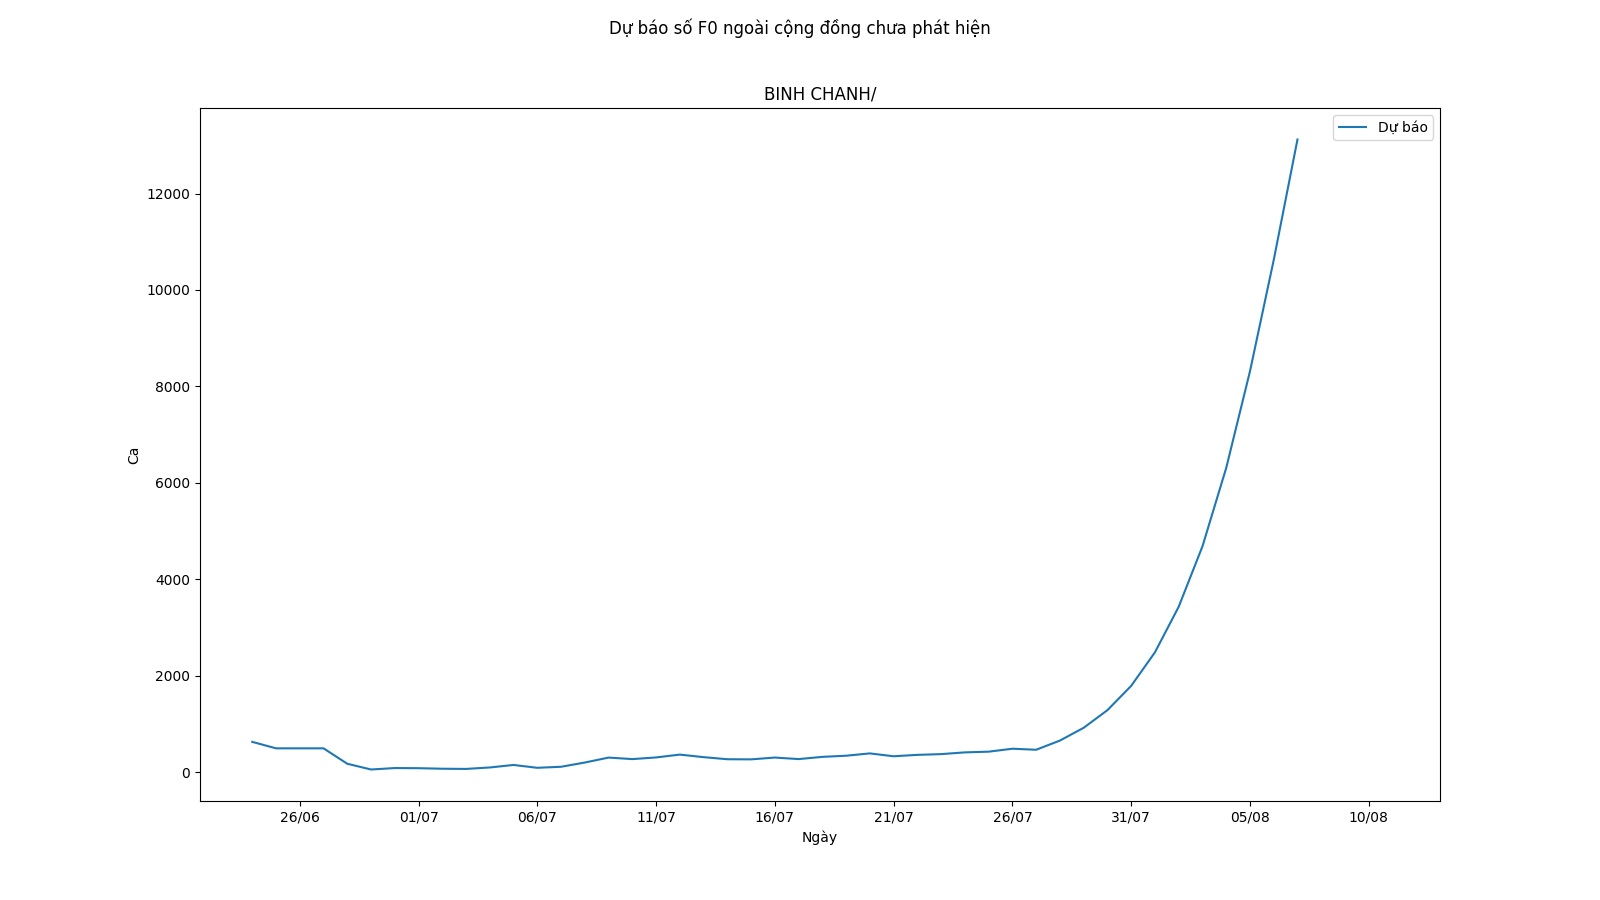 Dự báo số F0 ngoài cộng đồng chưa phát hiện
BINH CHANH/
Dự báo
12000
10000
8000
6000
4000
2000
0
Ca
26/06 01/07 06/07 11/07 16/07 21/07 26/07 31/07 05/08 10/08
Ngày